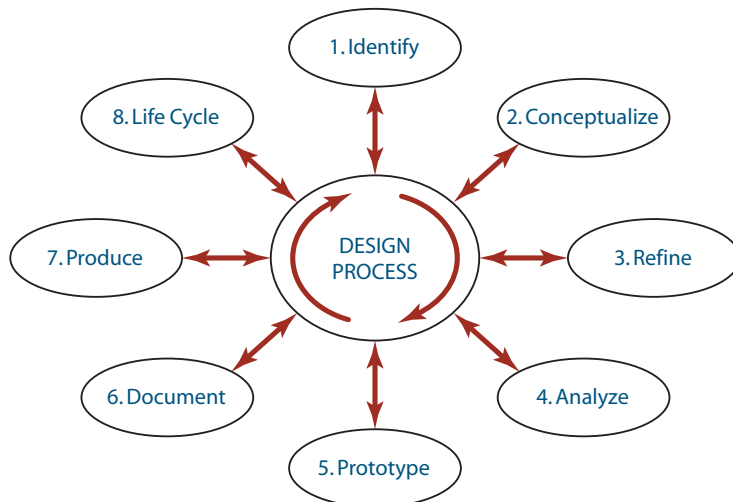 1. Identify
2. Conceptualize
3. Refine
4. Analyze
5. Prototype
6. Document
7. Produce
8. Life Cycle
DESIGN
PROCESS